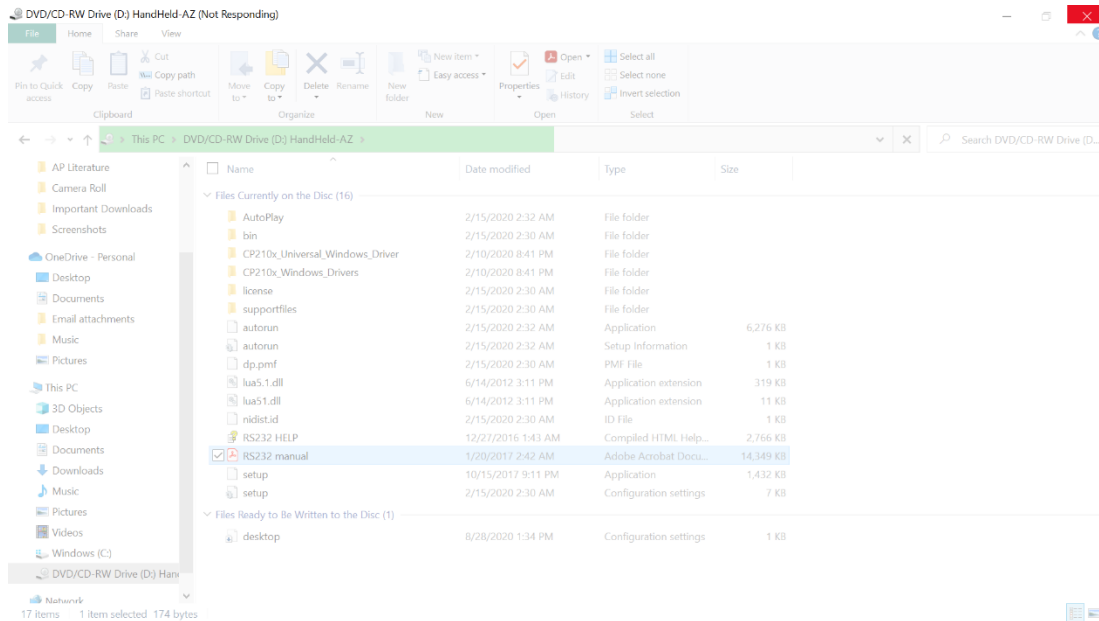 DVD/CD-RW Drive (D:) HandHeld-AZ (Not Responding)
File Home Share View
Pin to Quick access
Copy
Paste
Cut
Copy path
Paste shortcut
Clipboard
Move to
Copy to
Delete
Rename
Organize
New folder
New item
Easy access
New
Properties
Open
Edit
History
Open
Select all
Select none
Invert selection
Select
This PC > DVD/CD-RW Drive (D:) HandHeld-AZ >
Search DVD/CD-RW Drive (D...
AP Literature
Camera Roll
Important Downloads
Screenshots
OneDrive - Personal
Desktop
Documents
Email attachments
Music
Pictures
This PC
3D Objects
Desktop
Documents
Downloads
Music
Pictures
Videos
Windows (C:)
DVD/CD-RW Drive (D:) Hand
Network
Name Date modified Type Size
Files Currently on the Disc (16)
AutoPlay 2/15/2020 2:32 AM File folder
bin 2/15/2020 2:30 AM File folder
CP210x_Universal_Windows_Driver 2/10/2020 8:41 PM File folder
CP210x_Windows_Drivers 2/10/2020 8:41 PM File folder
license 2/15/2020 2:30 AM File folder
supportfiles 2/15/2020 2:30 AM File folder
autorun 2/15/2020 2:32 AM Application 6,276 KB
autorun 2/15/2020 2:32 AM Setup Information 1 KB
dp.pmf 2/15/2020 2:30 AM PMF File 1 KB
lua5.1.dll 6/14/2012 3:11 PM Application extension 319 KB
lua51.dll 6/14/2012 3:11 PM Application extension 11 KB
nidist.id 2/15/2020 2:30 AM ID File 1 KB
RS232 HELP 12/27/2016 1:43 AM Compiled HTML Help... 2,766 KB
RS232 manual 1/20/2017 2:42 AM Adobe Acrobat Docu... 14,349 KB
setup 10/15/2017 9:11 PM Application 1,432 KB
setup 2/15/2020 2:30 AM Configuration settings 7 KB
Files Ready to Be Written to the Disc (1)
desktop 8/28/2020 1:34 PM Configuration settings 1 KB
17 items 1 item selected 174 bytes